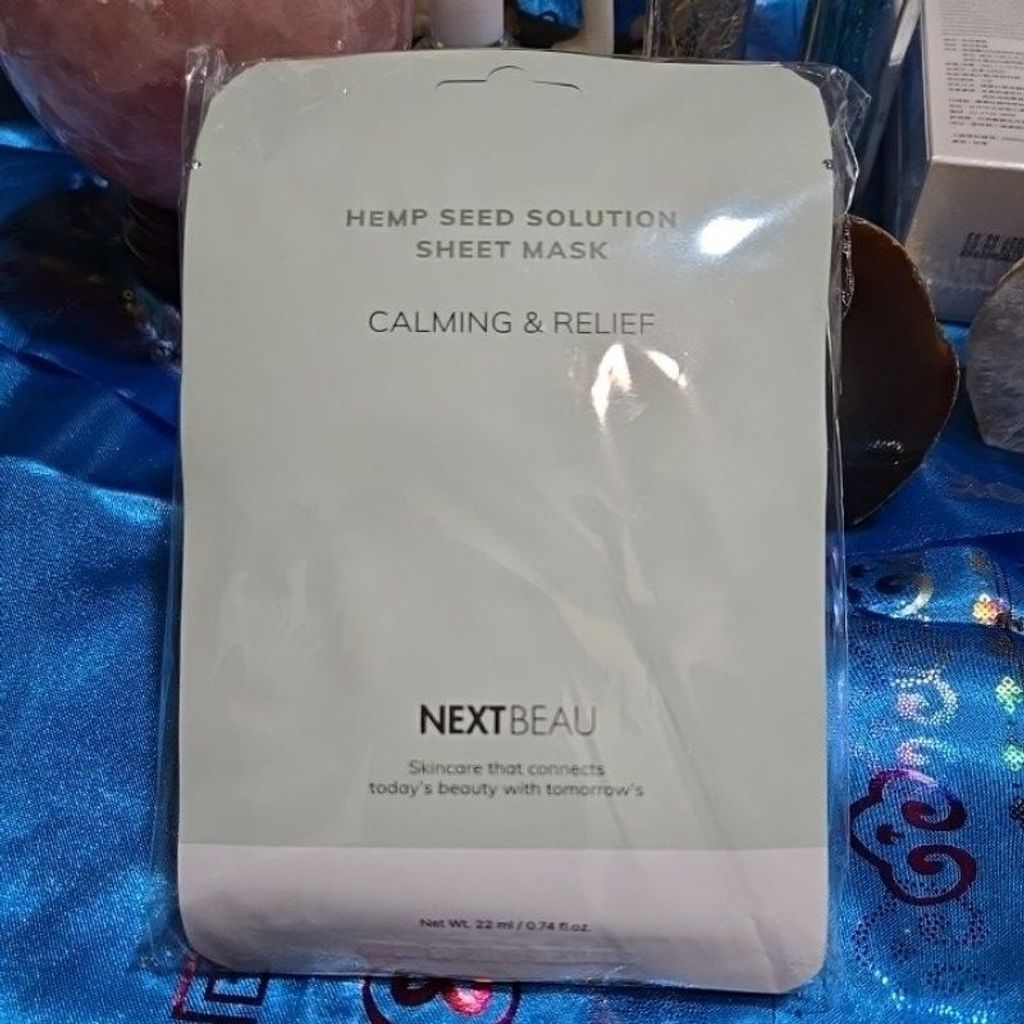 HEMP SEED SOLUTION
SHEET MASK
CALMING & RELIEF
NEXTBEAU
Skincare that connects
today's beauty with tomorrow's
Net Wt. 22 ml / 0.74 fl.oz.